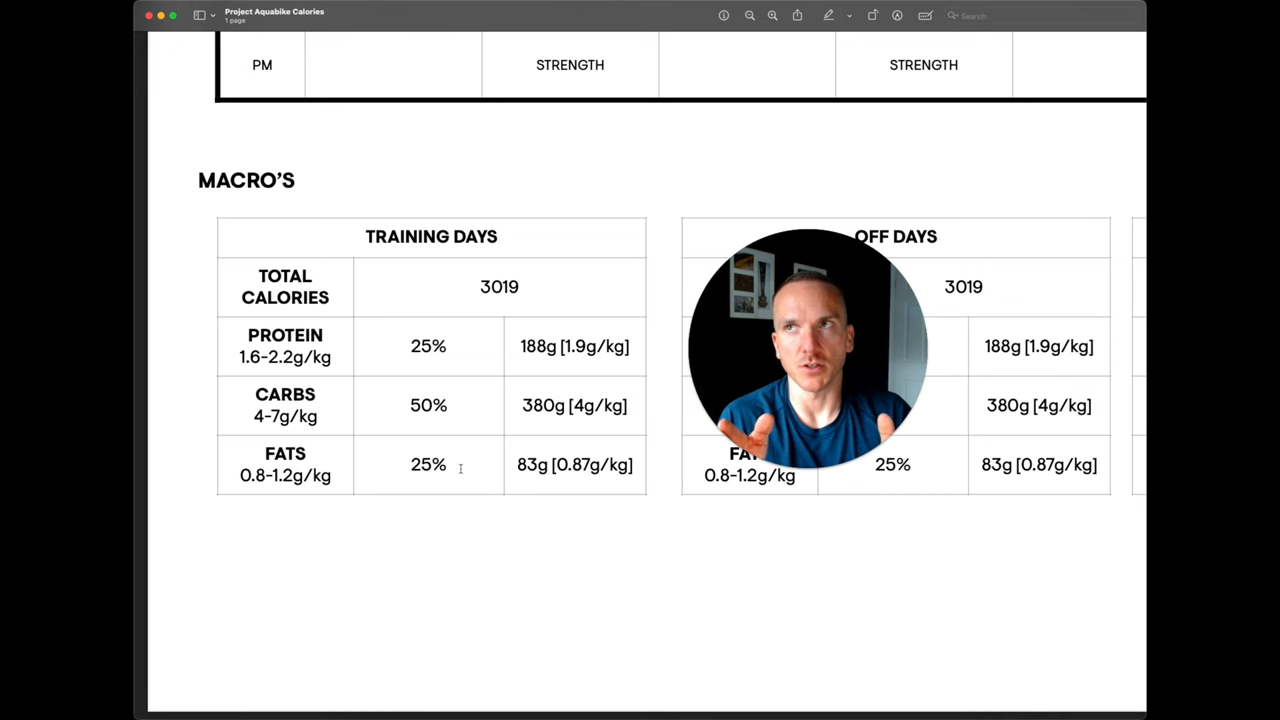 Project Aquabike Calories
1 page
Search
PM
STRENGTH
STRENGTH
MACRO'S
TRAINING DAYS
TOTAL
CALORIES
3019
PROTEIN
1.6-2.2g/kg
25%
188g [1.9g/kg]
CARBS
4-7g/kg
50%
380g [4g/kg]
FATS
0.8-1.2g/kg
25%
83g [0.87g/kg]
OFF DAYS
3019
188g [1.9g/kg]
380g [4g/kg]
0.8-1.2g/kg
25%
83g [0.87g/kg]